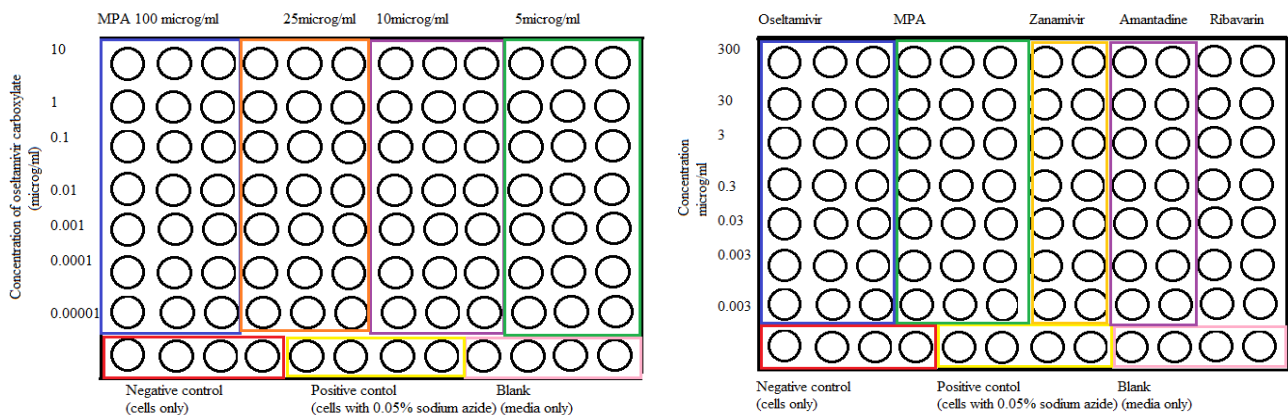 MPA 100 microg/ml 25microg/ml 10microg/ml 5microg/ml
Concentration of oseltamivir carboxylate
(microg/ml)
10
1
0.1
0.01
0.001
0.0001
0.00001
Negative control
(cells only)
Positive contol
(cells with 0.05% sodium azide)
Blank
(media only)
Oseltamivir MPA Zanamivir Amantadine Ribavarin
Concentration
microg/ml
300
30
3
0.3
0.03
0.003
0.003
Negative control
(cells only)
Positive contol
(cells with 0.05% sodium azide)
Blank
(media only)